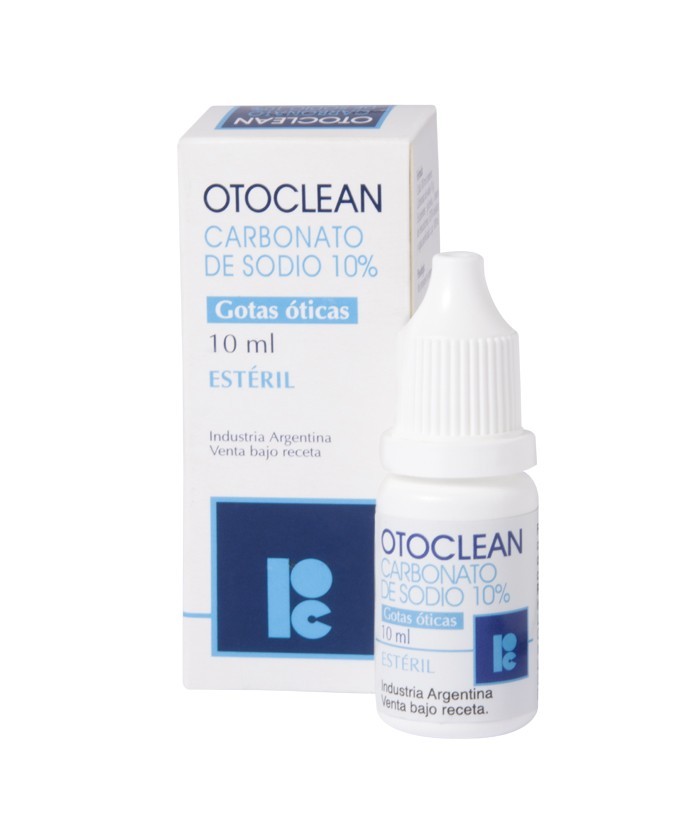 OTOCLEAN
OTOCLEAN
CARBONATO
DE SODIO 10%
Gotas óticas
10 ml
ESTÉRIL
Industria Argentina
Venta bajo receta
OTOCLEAN
CARBONATO
DE SODIO 10%
Gotas óticas
10 ml
ESTÉRIL
Industria Argentina
Venta bajo receta.